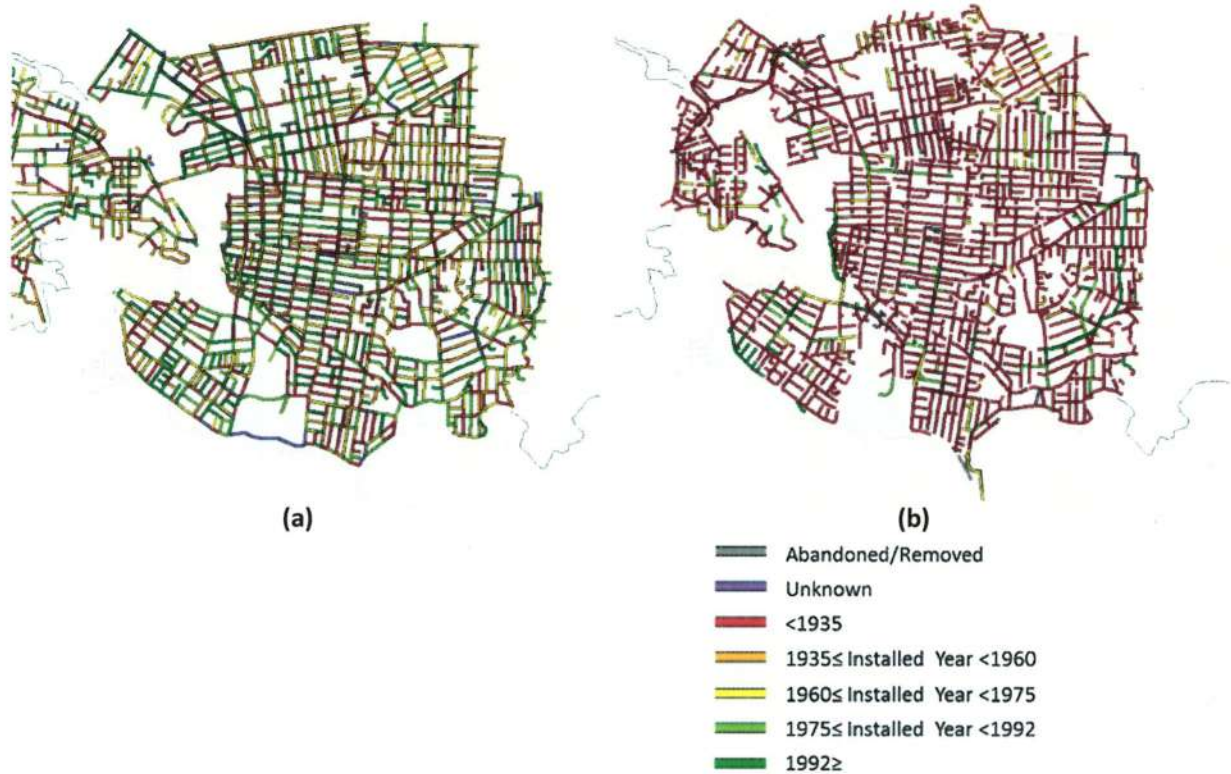 (a)
(b)
Abandoned/Removed
Unknown
<1935
1935≤ Installed Year <1960
1960≤ Installed Year <1975
1975≤ Installed Year <1992
1992≥